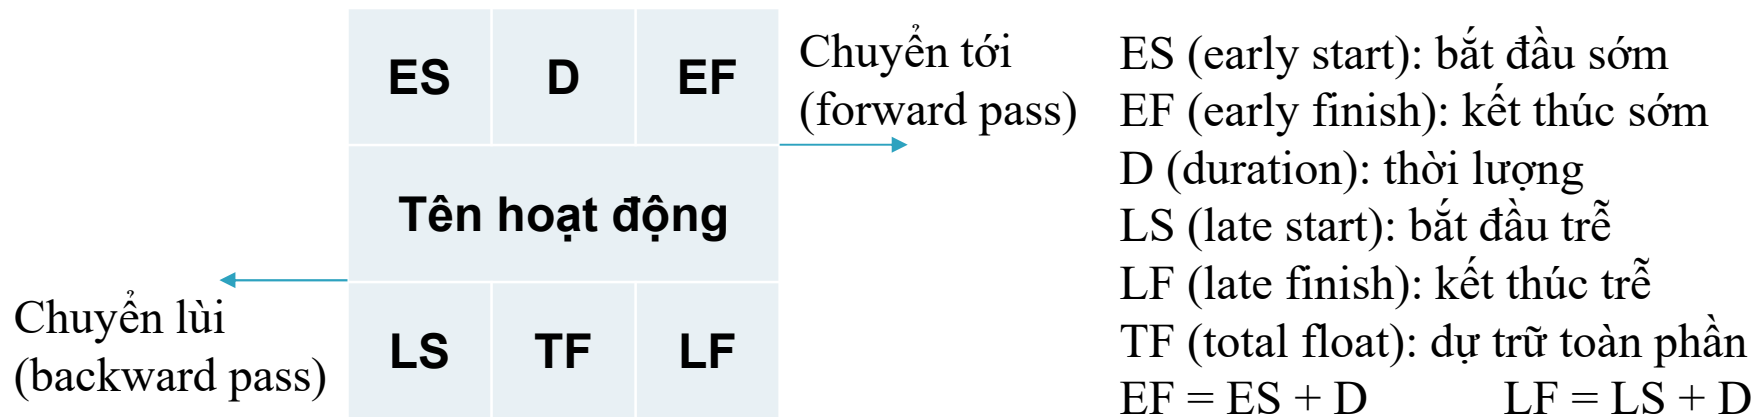 ES D EF
Tên hoạt động
LS TF LF
Chuyển tới
(forward pass)
Chuyển lùi
(backward pass)
ES (early start): bắt đầu sớm
EF (early finish): kết thúc sớm
D (duration): thời lượng
LS (late start): bắt đầu trễ
LF (late finish): kết thúc trễ
TF (total float): dự trữ toàn phần
EF = ES + D LF = LS + D